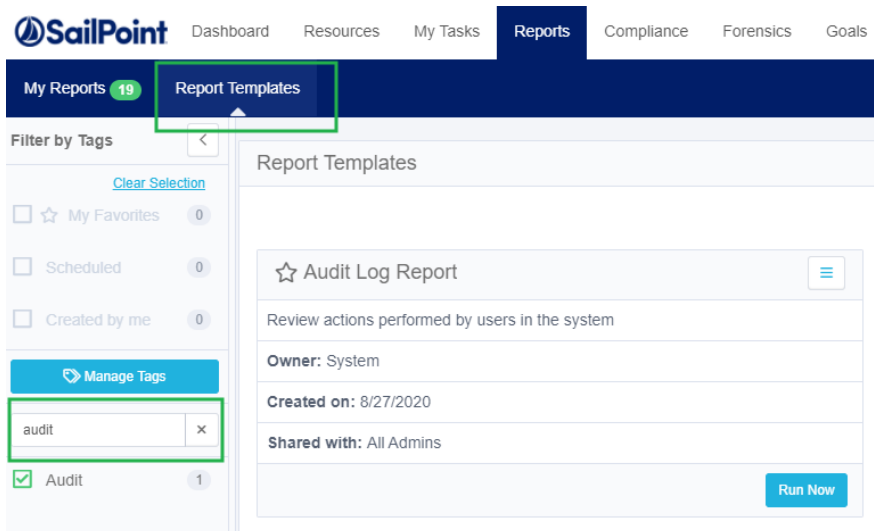 SailPoint Dashboard Resources My Tasks Reports Compliance Forensics Goals
My Reports 19 Report Templates
Filter by Tags
Clear Selection
My Favorites 0
Scheduled 0
Created by me 0
Manage Tags
audit
Audit 1
Report Templates
Audit Log Report
Review actions performed by users in the system
Owner: System
Created on: 8/27/2020
Shared with: All Admins
Run Now